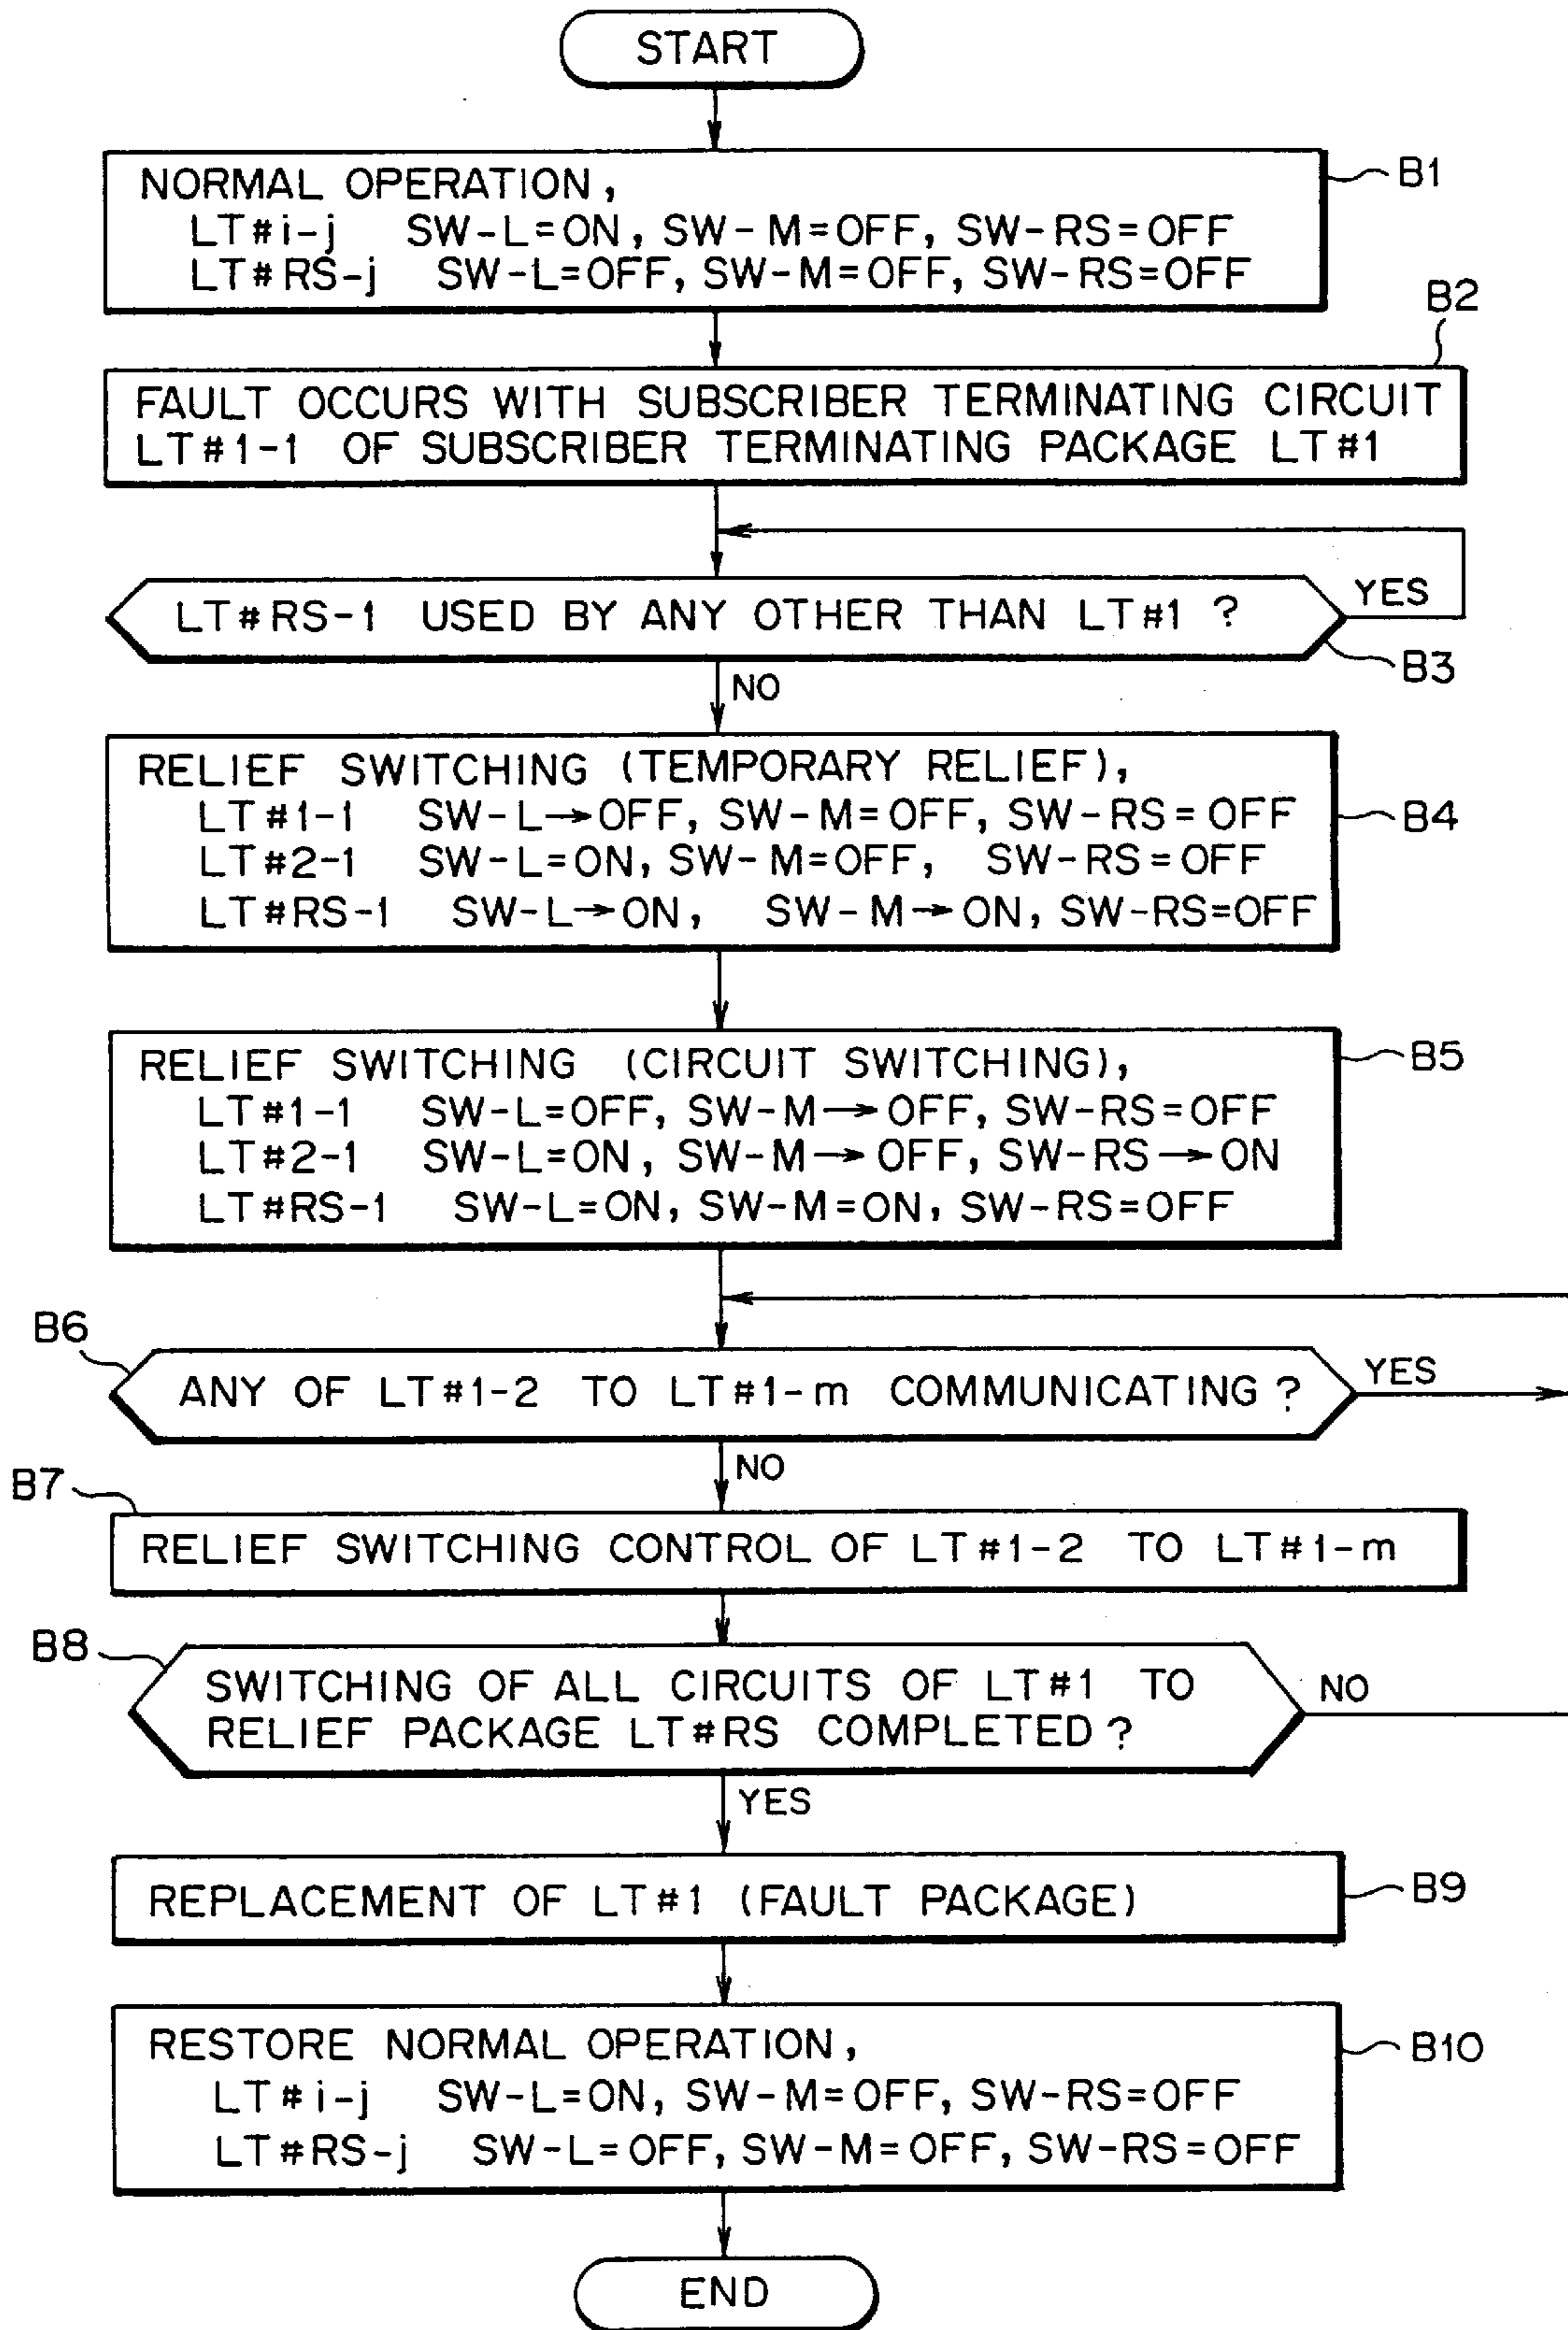 START
NORMAL OPERATION,
LT#i-j SW-L=ON, SW-M=OFF, SW-RS=OFF
LT#RS-j SW-L=OFF, SW-M=OFF, SW-RS=OFF
B1
B2
FAULT OCCURS WITH SUBSCRIBER TERMINATING CIRCUIT
LT#1-1 OF SUBSCRIBER TERMINATING PACKAGE LT#1
LT#RS-1 USED BY ANY OTHER THAN LT#1 ?
YES
B3
NO
RELIEF SWITCHING (TEMPORARY RELIEF),
LT#1-1 SW-L→OFF, SW-M=OFF, SW-RS=OFF
LT#2-1 SW-L=ON, SW-M=OFF, SW-RS=OFF
LT#RS-1 SW-L→ON, SW-M→ON, SW-RS=OFF
B4
RELIEF SWITCHING (CIRCUIT SWITCHING),
LT#1-1 SW-L=OFF, SW-M→OFF, SW-RS=OFF
LT#2-1 SW-L=ON, SW-M→OFF, SW-RS→ON
LT#RS-1 SW-L=ON, SW-M=ON, SW-RS=OFF
B5
B6
ANY OF LT#1-2 TO LT#1-m COMMUNICATING ?
YES
NO
B7
RELIEF SWITCHING CONTROL OF LT#1-2 TO LT#1-m
B8
SWITCHING OF ALL CIRCUITS OF LT#1 TO
RELIEF PACKAGE LT#RS COMPLETED ?
NO
YES
REPLACEMENT OF LT#1 (FAULT PACKAGE)
B9
RESTORE NORMAL OPERATION,
LT#i-j SW-L=ON, SW-M=OFF, SW-RS=OFF
LT#RS-j SW-L=OFF, SW-M=OFF, SW-RS=OFF
B10
END